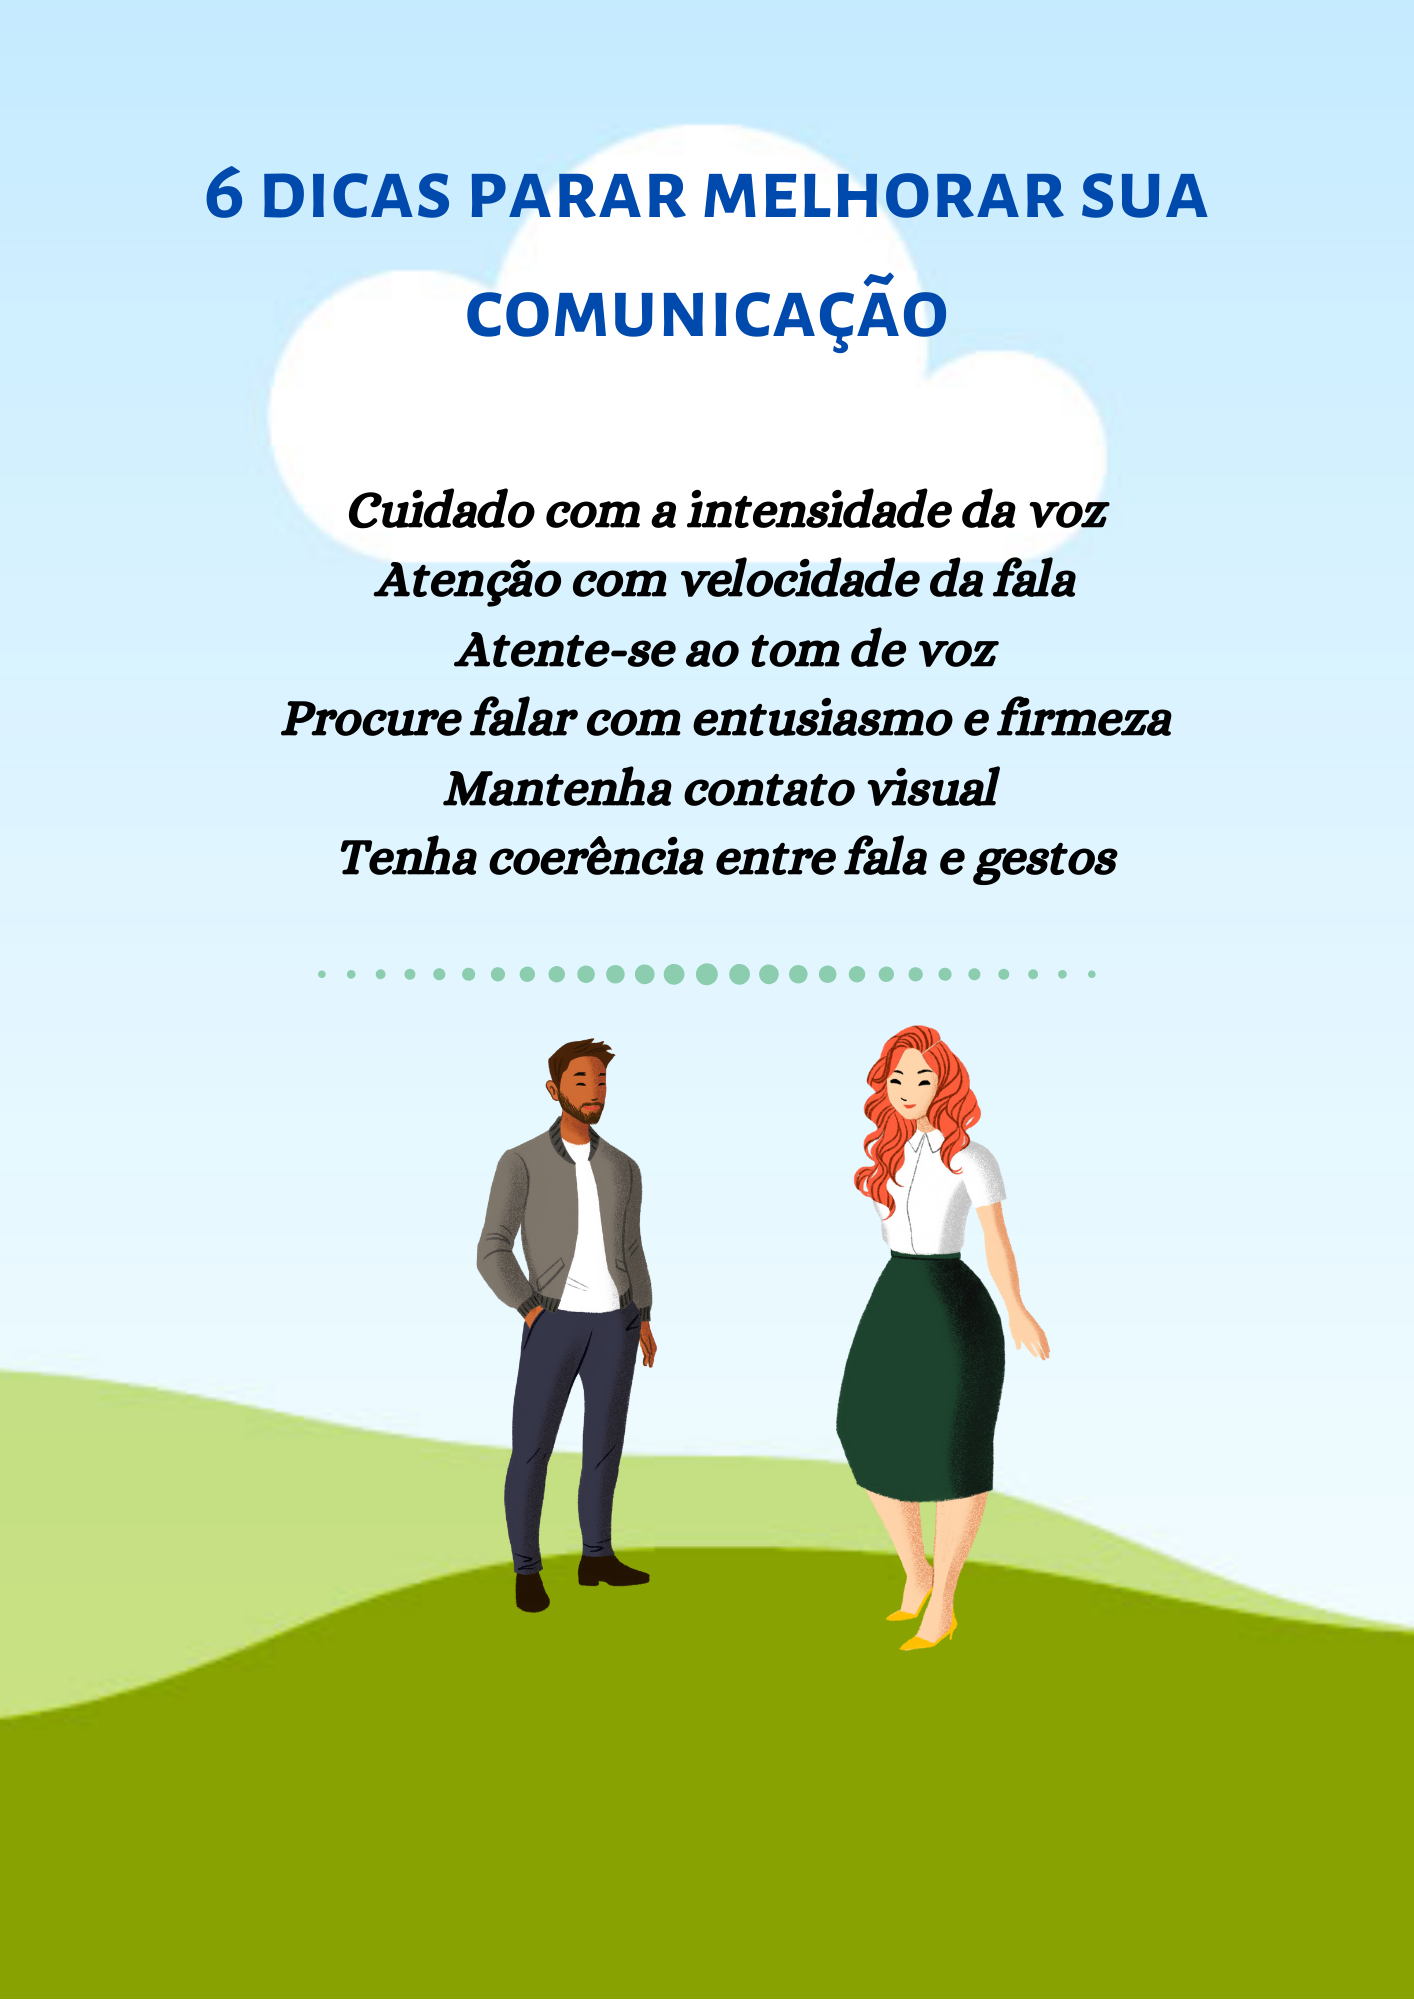 6 DICAS PARAR MELHORAR SUA
COMUNICAÇÃO
Cuidado com a intensidade da voz
Atenção com velocidade da fala
Atente-se ao tom de voz
Procure falar com entusiasmo e firmeza
Mantenha contato visual
Tenha coerência entre fala e gestos